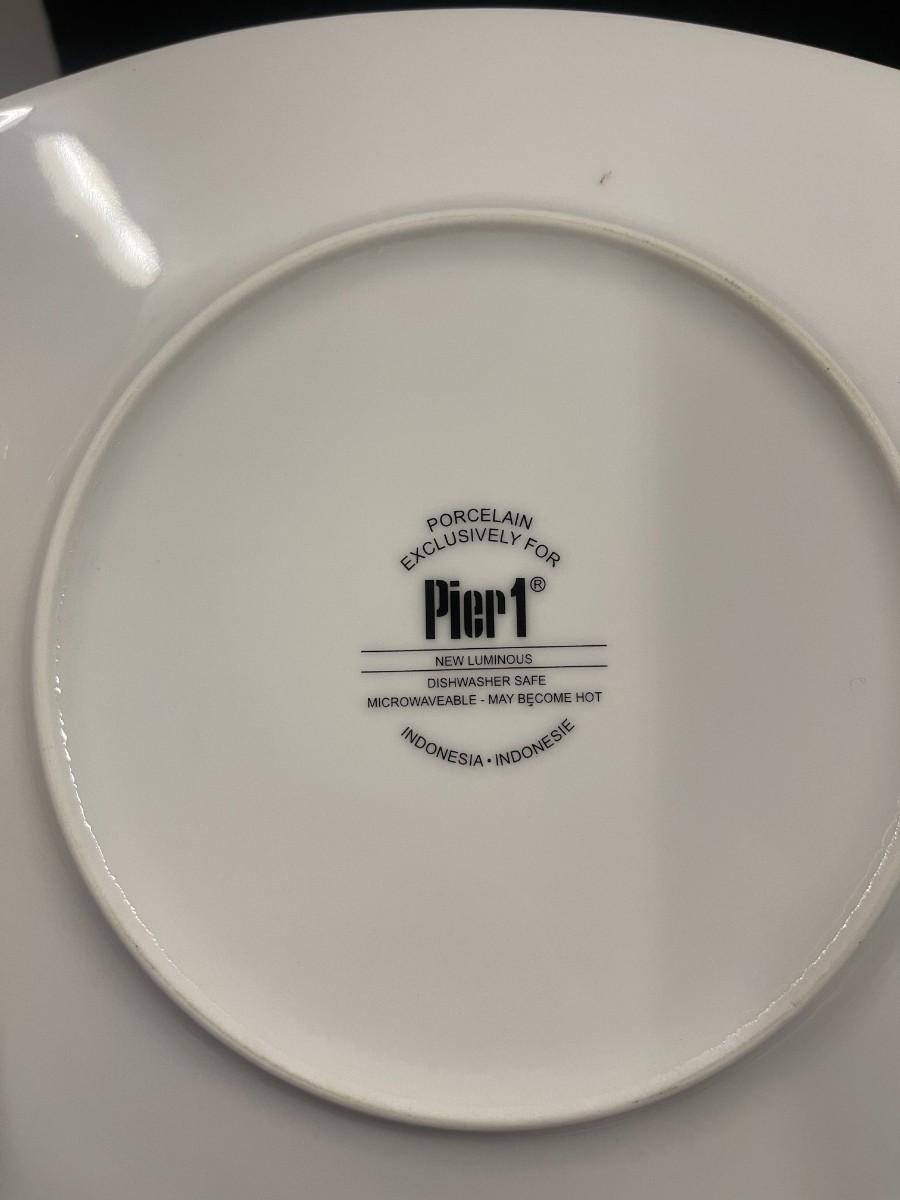 PORCELAIN
EXCLUSIVELY FOR
Pier1®
NEW LUMINOUS
DISHWASHER SAFE
MICROWAVEABLE - MAY BECOME HOT
INDONESIA • INDONESIE